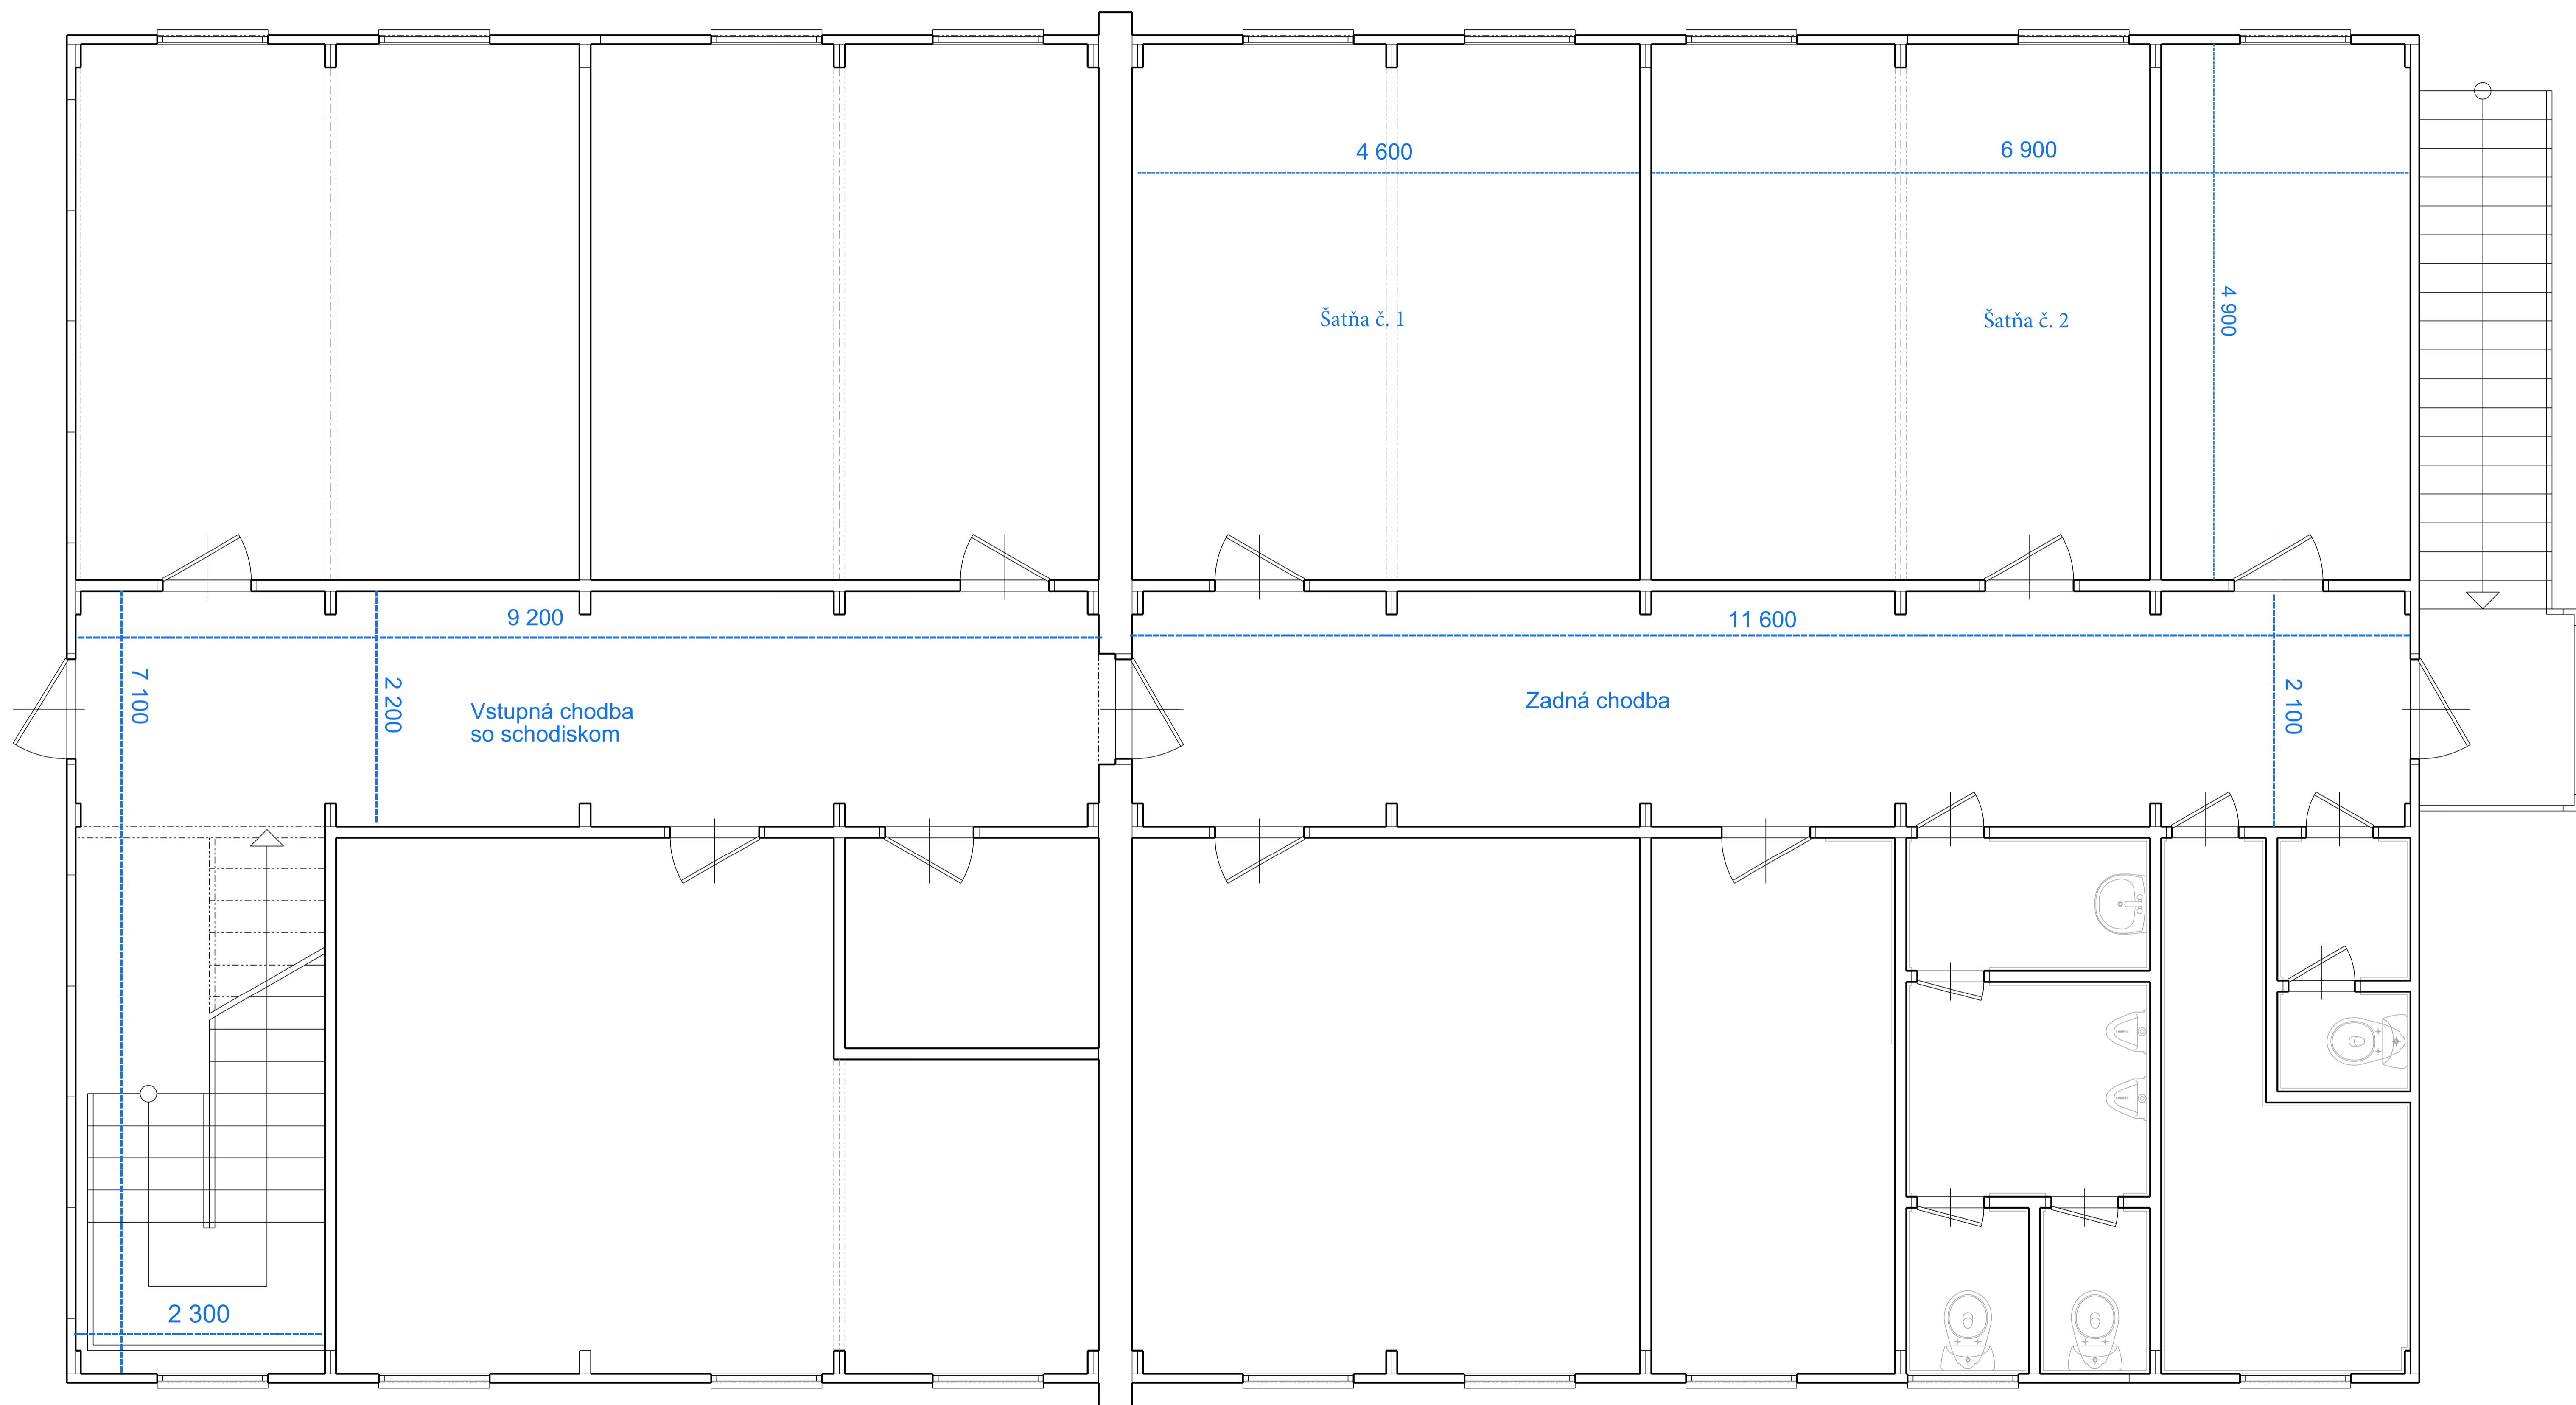 4 600
6 900
Šatňa č. 1
Šatňa č. 2
4 900
9 200
11 600
7 100
2 200
Vstupná chodba
so schodiskom
Zadná chodba
2 100
2 300